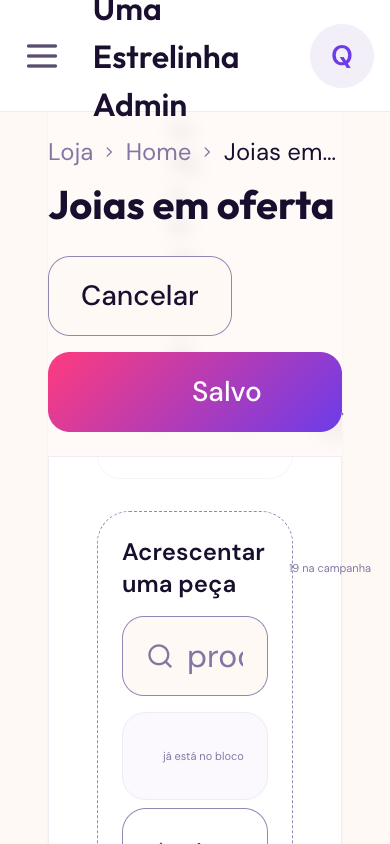 Uma
Estrelinha
Admin
Q
Loja > Home > Joias em...
Joias em oferta
Cancelar
Salvo
Acrescentar
uma peça
19 na campanha
já está no bloco